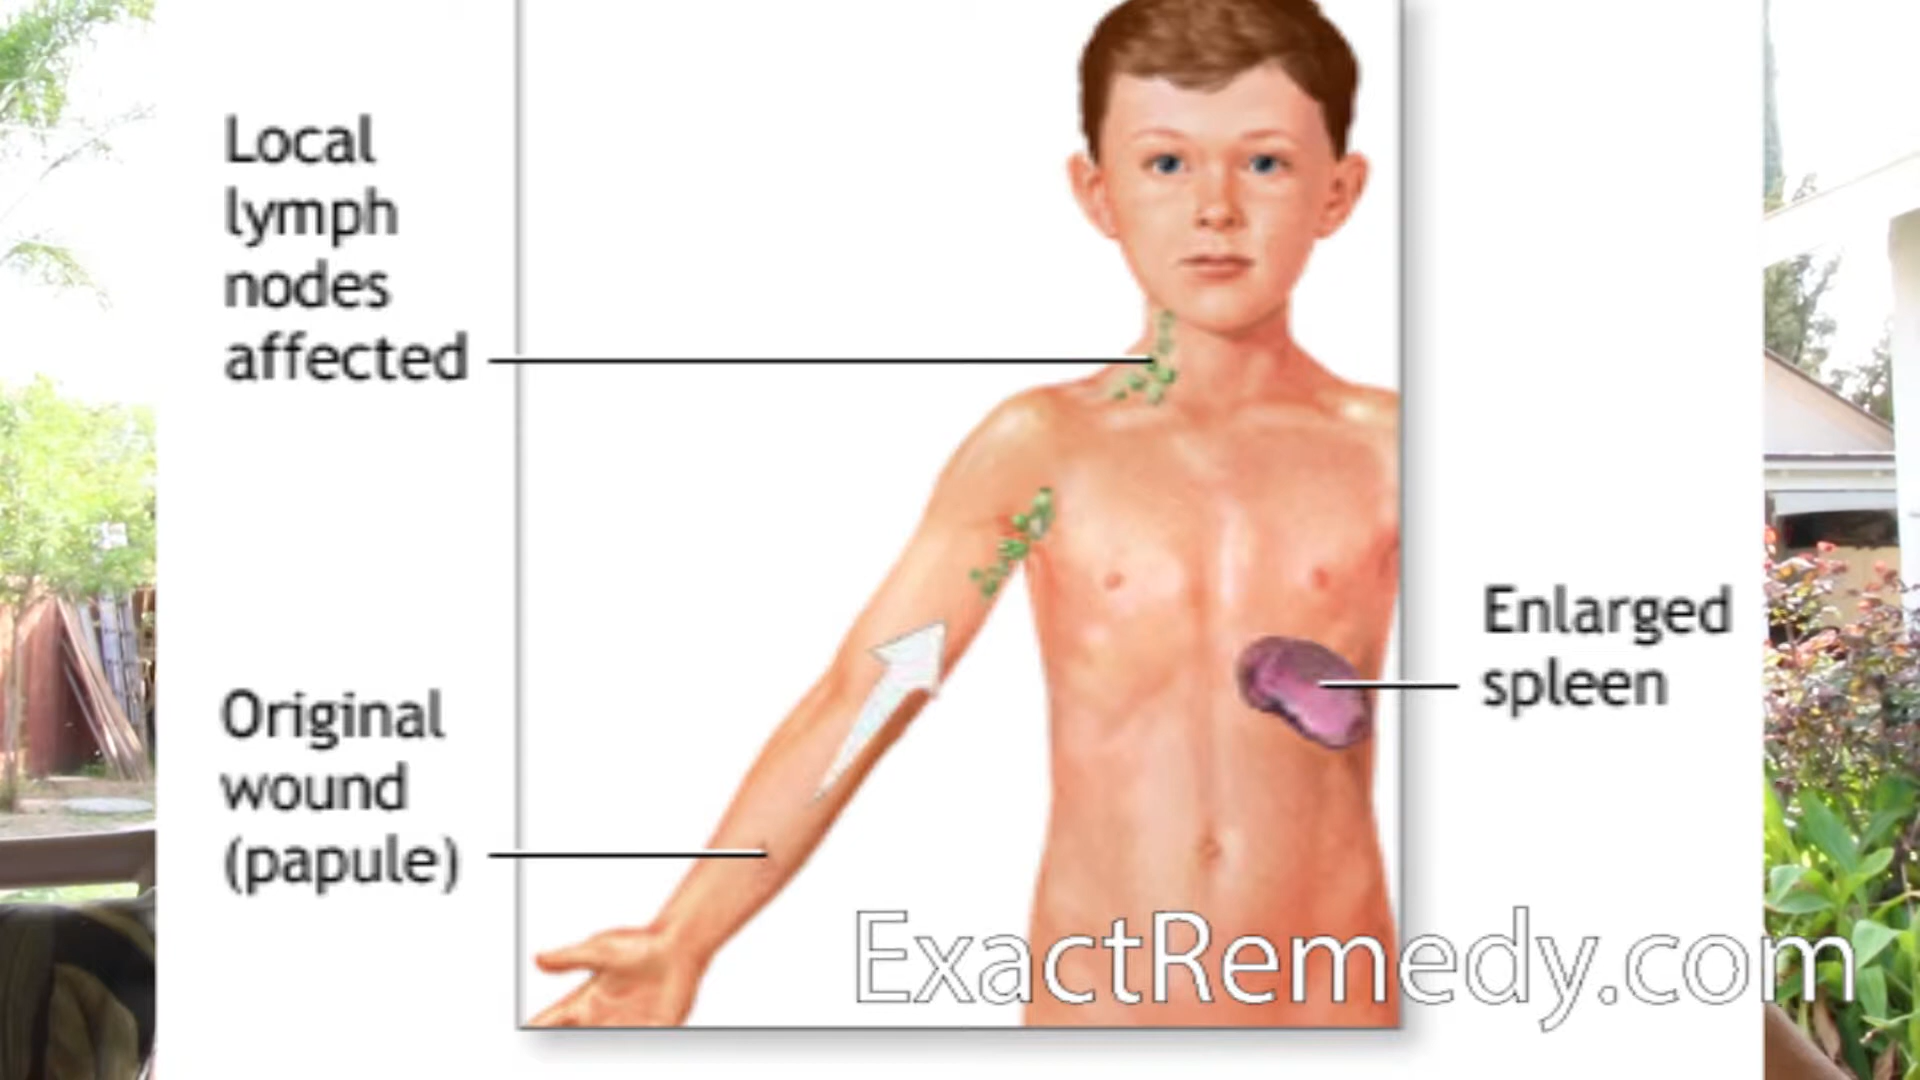 Local
lymph
nodes
affected
Original
wound
(papule)
Enlarged
spleen
ExactRemedy.com